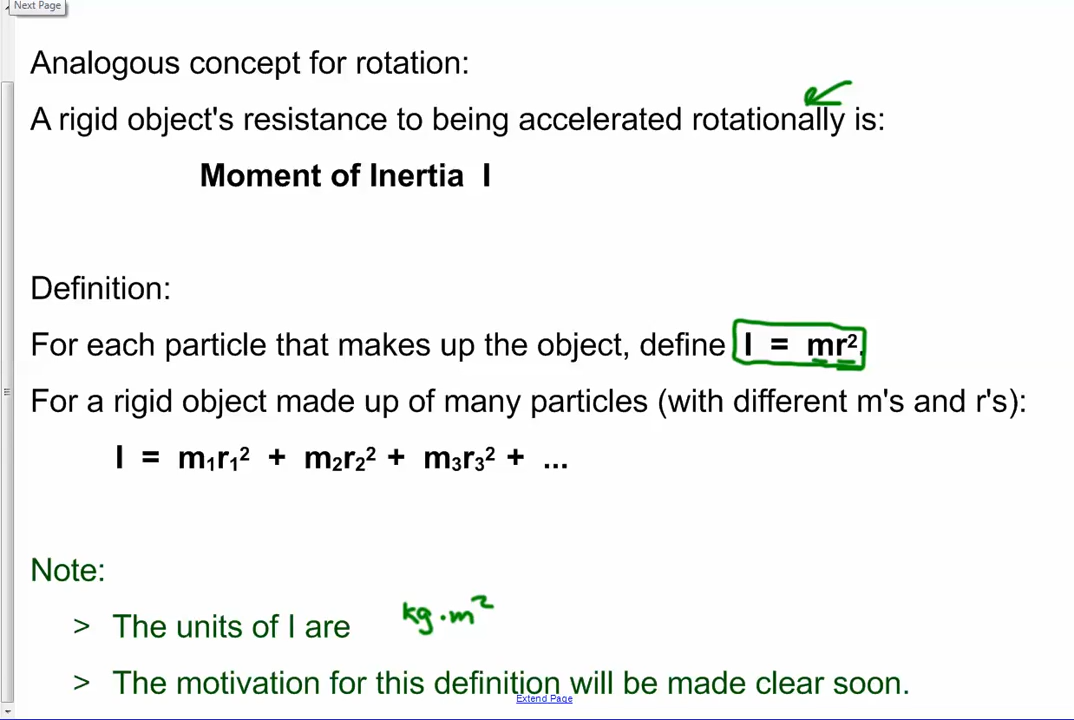 Next Page
Analogous concept for rotation:
A rigid object's resistance to being accelerated rotationally is:
Moment of Inertia I
Definition:
For each particle that makes up the object, define I = mr².
For a rigid object made up of many particles (with different m's and r's):
I = m₁r₁² + m₂r₂² + m₃r₃² + ...
Note:
> The units of I are kg·m²
> The motivation for this definition will be made clear soon.
Extend Page